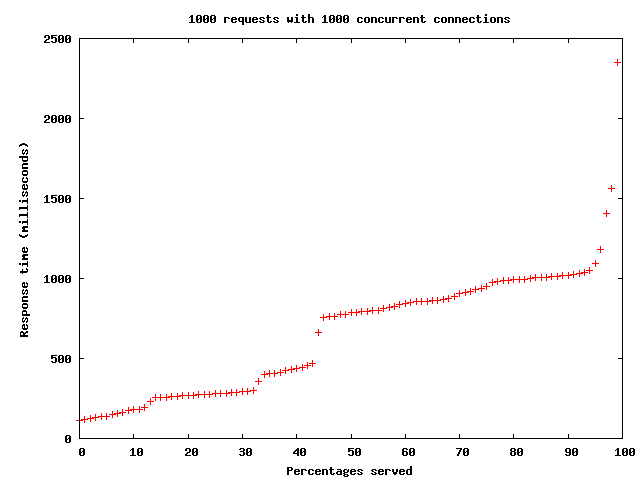 1000 requests with 1000 concurrent connections
2500
2000
1500
1000
500
0
Response time (milliseconds)
0 10 20 30 40 50 60 70 80 90 100
Percentages served